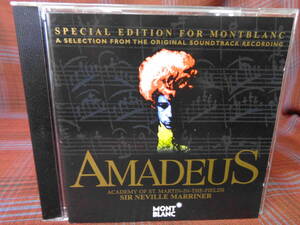 SPECIAL EDITION FOR MONTBLANC
A SELECTION FROM THE ORIGINAL SOUNDTRACK RECORDING
AMADEUS
ACADEMY OF ST. MARTIN-IN-THE-FIELDS
SIR NEVILLE MARRINER
MONT
BLANC